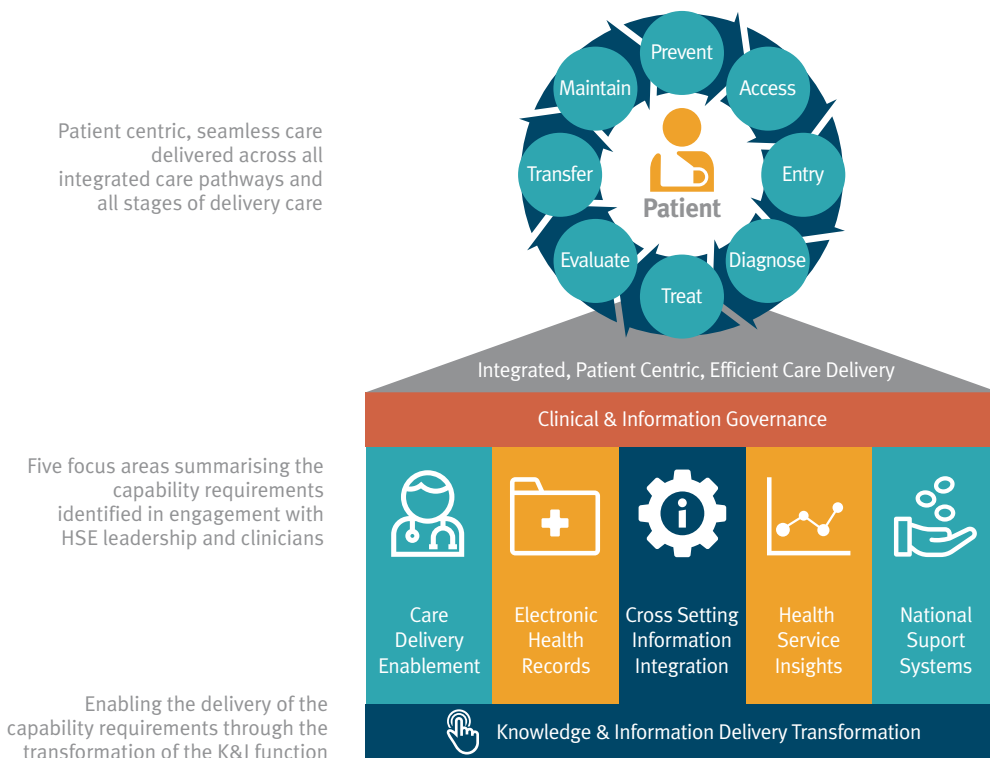 Prevent
Access
Entry
Diagnose
Treat
Evaluate
Transfer
Maintain
Patient
Patient centric, seamless care
delivered across all
integrated care pathways and
all stages of delivery care
Integrated, Patient Centric, Efficient Care Delivery
Clinical & Information Governance
Five focus areas summarising the
capability requirements
identified in engagement with
HSE leadership and clinicians
Care
Delivery
Enablement
Electronic
Health
Records
Cross Setting
Information
Integration
Health
Service
Insights
National
Suport
Systems
Enabling the delivery of the
capability requirements through the
transformation of the K&I function
Knowledge & Information Delivery Transformation